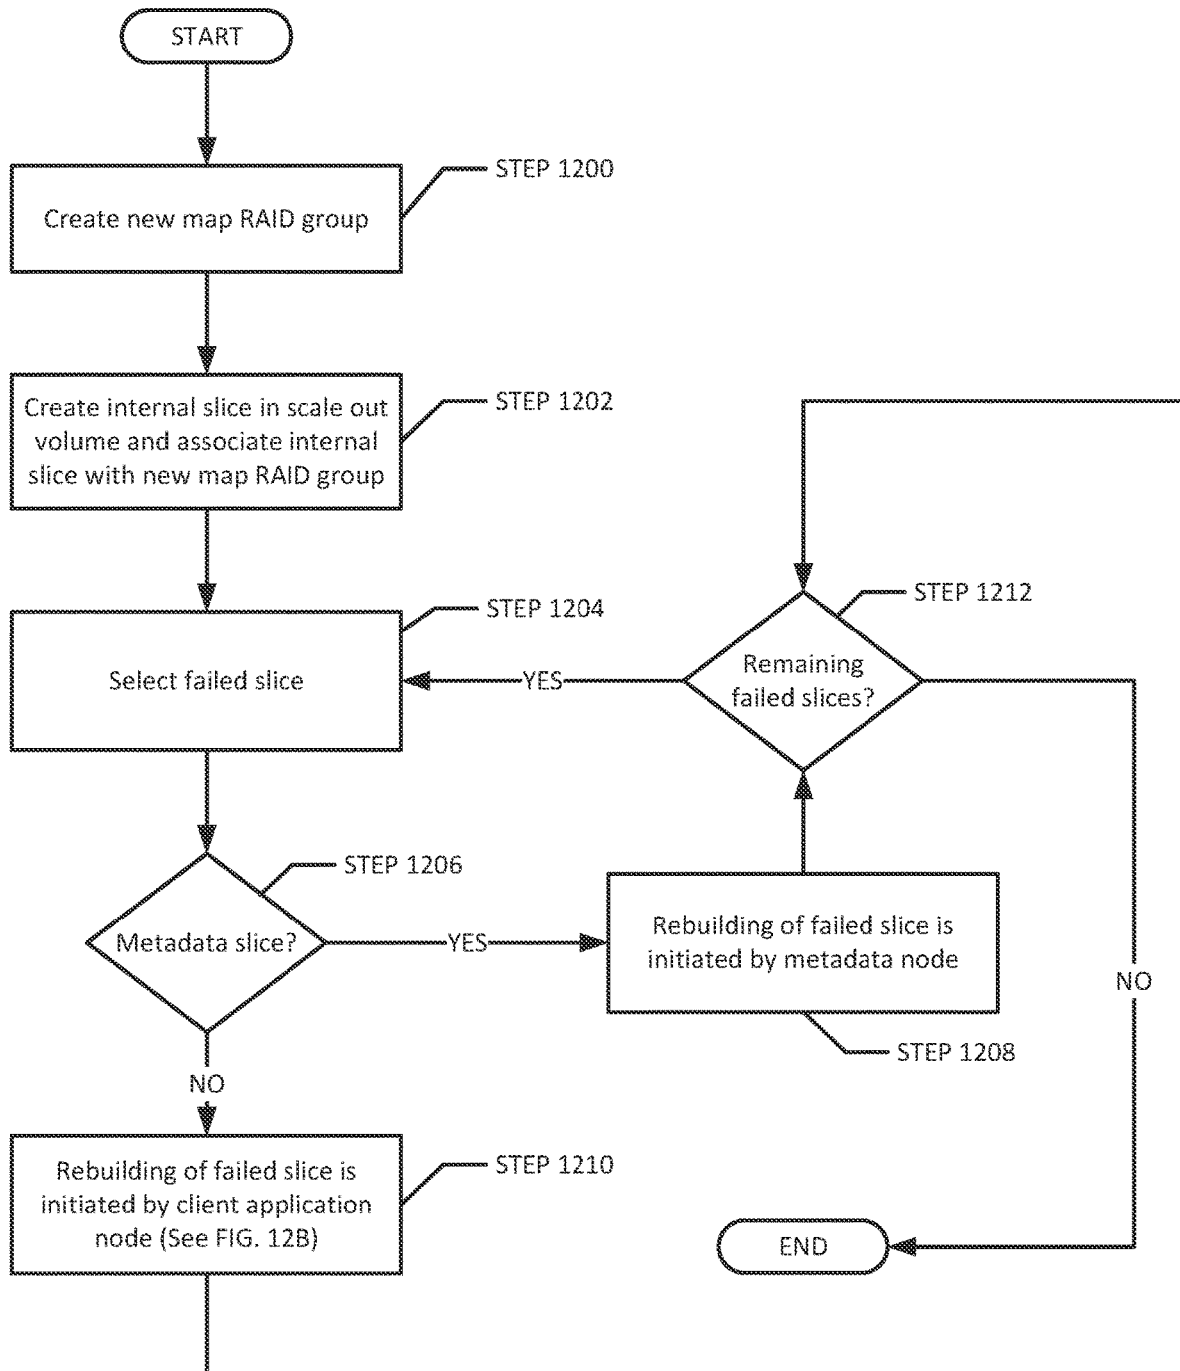 START
STEP 1200
Create new map RAID group
STEP 1202
Create internal slice in scale out
volume and associate internal
slice with new map RAID group
STEP 1204
Select failed slice
YES
STEP 1212
Remaining
failed slices?
STEP 1206
Metadata slice?
YES
Rebuilding of failed slice is
initiated by metadata node
STEP 1208
NO
NO
STEP 1210
Rebuilding of failed slice is
initiated by client application
node (See FIG. 12B)
END